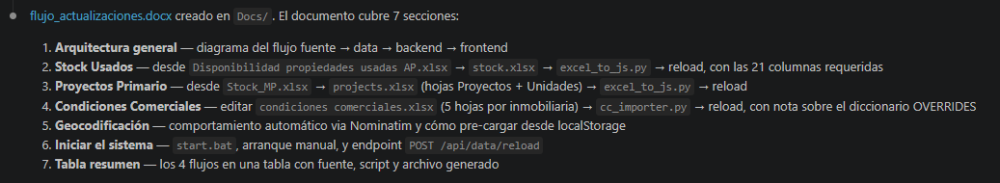 flujo_actualizaciones.docx creado en Docs/. El documento cubre 7 secciones:
1. Arquitectura general — diagrama del flujo fuente → data → backend → frontend
2. Stock Usados — desde Disponibilidad propiedades usadas AP.xlsx → stock.xlsx → excel_to_js.py → reload, con las 21 columnas requeridas
3. Proyectos Primario — desde Stock_MP.xlsx → projects.xlsx (hojas Proyectos + Unidades) → excel_to_js.py → reload
4. Condiciones Comerciales — editar condiciones comerciales.xlsx (5 hojas por inmobiliaria) → cc_importer.py → reload, con nota sobre el diccionario OVERRIDES
5. Geocodificación — comportamiento automático via Nominatim y cómo pre-cargar desde localStorage
6. Iniciar el sistema — start.bat, arranque manual, y endpoint POST /api/data/reload
7. Tabla resumen — los 4 flujos en una tabla con fuente, script y archivo generado